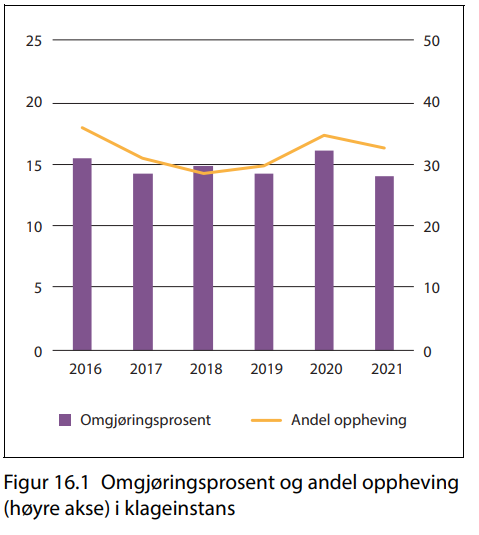 25 50
20 40
15 30
10 20
5 10
0 0
2016 2017 2018 2019 2020 2021
Omgjøringsprosent Andel oppheving
Figur 16.1 Omgjøringsprosent og andel oppheving
(høyre akse) i klageinstans